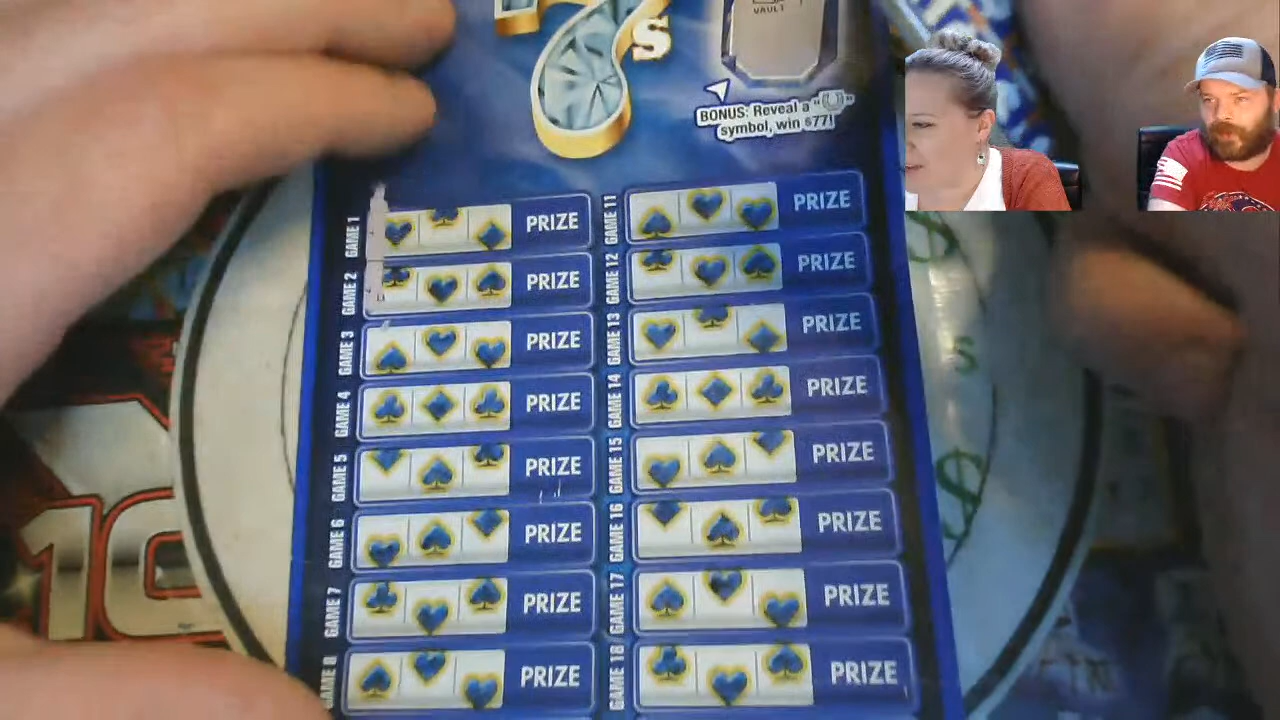 7s
VAULT
BONUS: Reveal a " "
symbol, win $77!
GAME 1 PRIZE
GAME 2 PRIZE
GAME 3 PRIZE
GAME 4 PRIZE
GAME 5 PRIZE
GAME 6 PRIZE
GAME 7 PRIZE
GAME 8 PRIZE
GAME 11 PRIZE
GAME 12 PRIZE
GAME 13 PRIZE
GAME 14 PRIZE
GAME 15 PRIZE
GAME 16 PRIZE
GAME 17 PRIZE
GAME 18 PRIZE
10
$
s
$